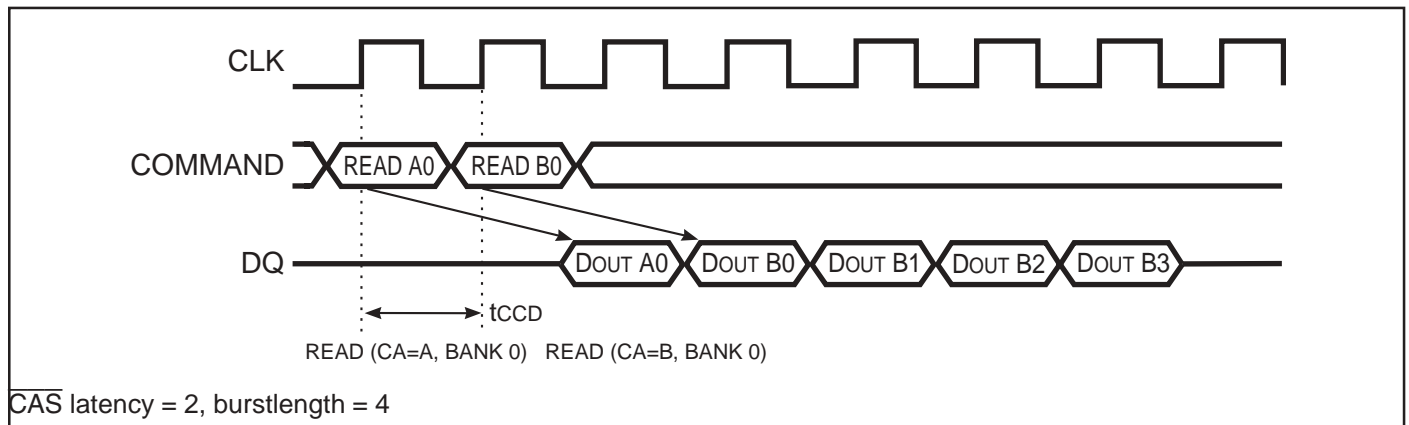 CLK
COMMAND READ A0 READ B0
DQ DOUT A0 DOUT B0 DOUT B1 DOUT B2 DOUT B3
tCCD
READ (CA=A, BANK 0) READ (CA=B, BANK 0)
CAS latency = 2, burstlength = 4